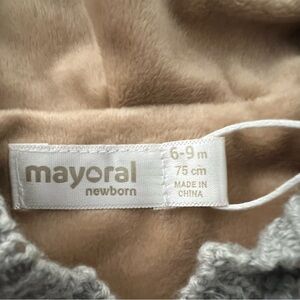 mayoral
newborn
6-9 m
75 cm
MADE IN
CHINA